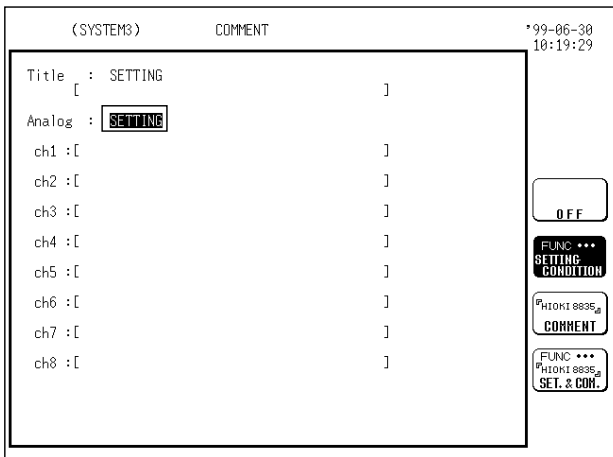 (SYSTEM3) COMMENT '99-06-30
10:19:29
Title : SETTING
[ ]
Analog : SETTING
ch1 :[ ]
ch2 :[ ]
ch3 :[ ]
ch4 :[ ]
ch5 :[ ]
ch6 :[ ]
ch7 :[ ]
ch8 :[ ]
OFF
FUNC •••
SETTING
CONDITION
『HIOKI 8835』
COMMENT
FUNC •••
『HIOKI 8835』
SET. & COM.